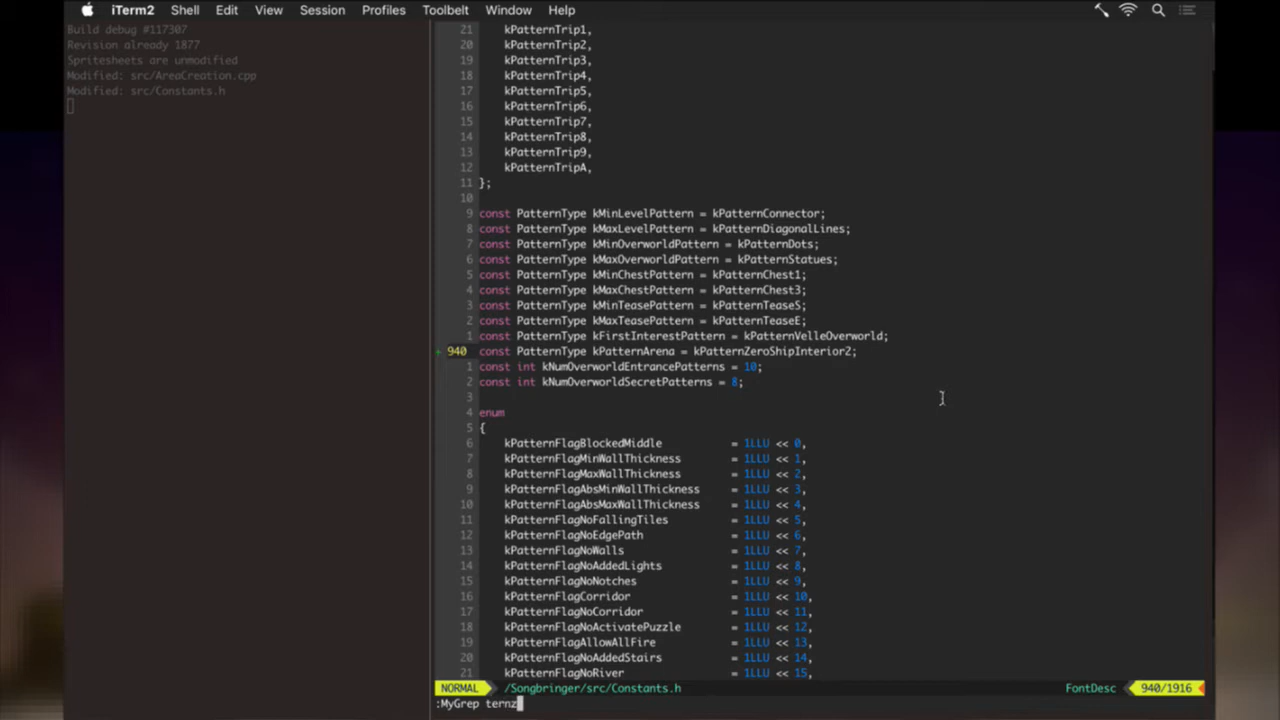 iTerm2 Shell Edit View Session Profiles Toolbelt Window Help
Build debug #117307
Revision already 1877
Spritesheets are unmodified
Modified: src/AreaCreation.cpp
Modified: src/Constants.h
21 kPatternTrip1,
20 kPatternTrip2,
19 kPatternTrip3,
18 kPatternTrip4,
17 kPatternTrip5,
16 kPatternTrip6,
15 kPatternTrip7,
14 kPatternTrip8,
13 kPatternTrip9,
12 kPatternTripA,
11 };
10
9 const PatternType kMinLevelPattern = kPatternConnector;
8 const PatternType kMaxLevelPattern = kPatternDiagonalLines;
7 const PatternType kMinOverworldPattern = kPatternDots;
6 const PatternType kMaxOverworldPattern = kPatternStatues;
5 const PatternType kMinChestPattern = kPatternChest1;
4 const PatternType kMaxChestPattern = kPatternChest3;
3 const PatternType kMinTeasePattern = kPatternTeaseS;
2 const PatternType kMaxTeasePattern = kPatternTeaseE;
1 const PatternType kFirstInterestPattern = kPatternVelleOverworld;
+ 940 const PatternType kPatternArena = kPatternZeroShipInterior2;
1 const int kNumOverworldEntrancePatterns = 10;
2 const int kNumOverworldSecretPatterns = 8;
3
4 enum
5 {
6 kPatternFlagBlockedMiddle = 1LLU << 0,
7 kPatternFlagMinWallThickness = 1LLU << 1,
8 kPatternFlagMaxWallThickness = 1LLU << 2,
9 kPatternFlagAbsMinWallThickness = 1LLU << 3,
10 kPatternFlagAbsMaxWallThickness = 1LLU << 4,
11 kPatternFlagNoFallingTiles = 1LLU << 5,
12 kPatternFlagNoEdgePath = 1LLU << 6,
13 kPatternFlagNoWalls = 1LLU << 7,
14 kPatternFlagNoAddedLights = 1LLU << 8,
15 kPatternFlagNoNotches = 1LLU << 9,
16 kPatternFlagCorridor = 1LLU << 10,
17 kPatternFlagNoCorridor = 1LLU << 11,
18 kPatternFlagNoActivatePuzzle = 1LLU << 12,
19 kPatternFlagAllowAllFire = 1LLU << 13,
20 kPatternFlagNoAddedStairs = 1LLU << 14,
21 kPatternFlagNoRiver = 1LLU << 15,
NORMAL /Songbringer/src/Constants.h FontDesc 940/1916
:MyGrep ternz